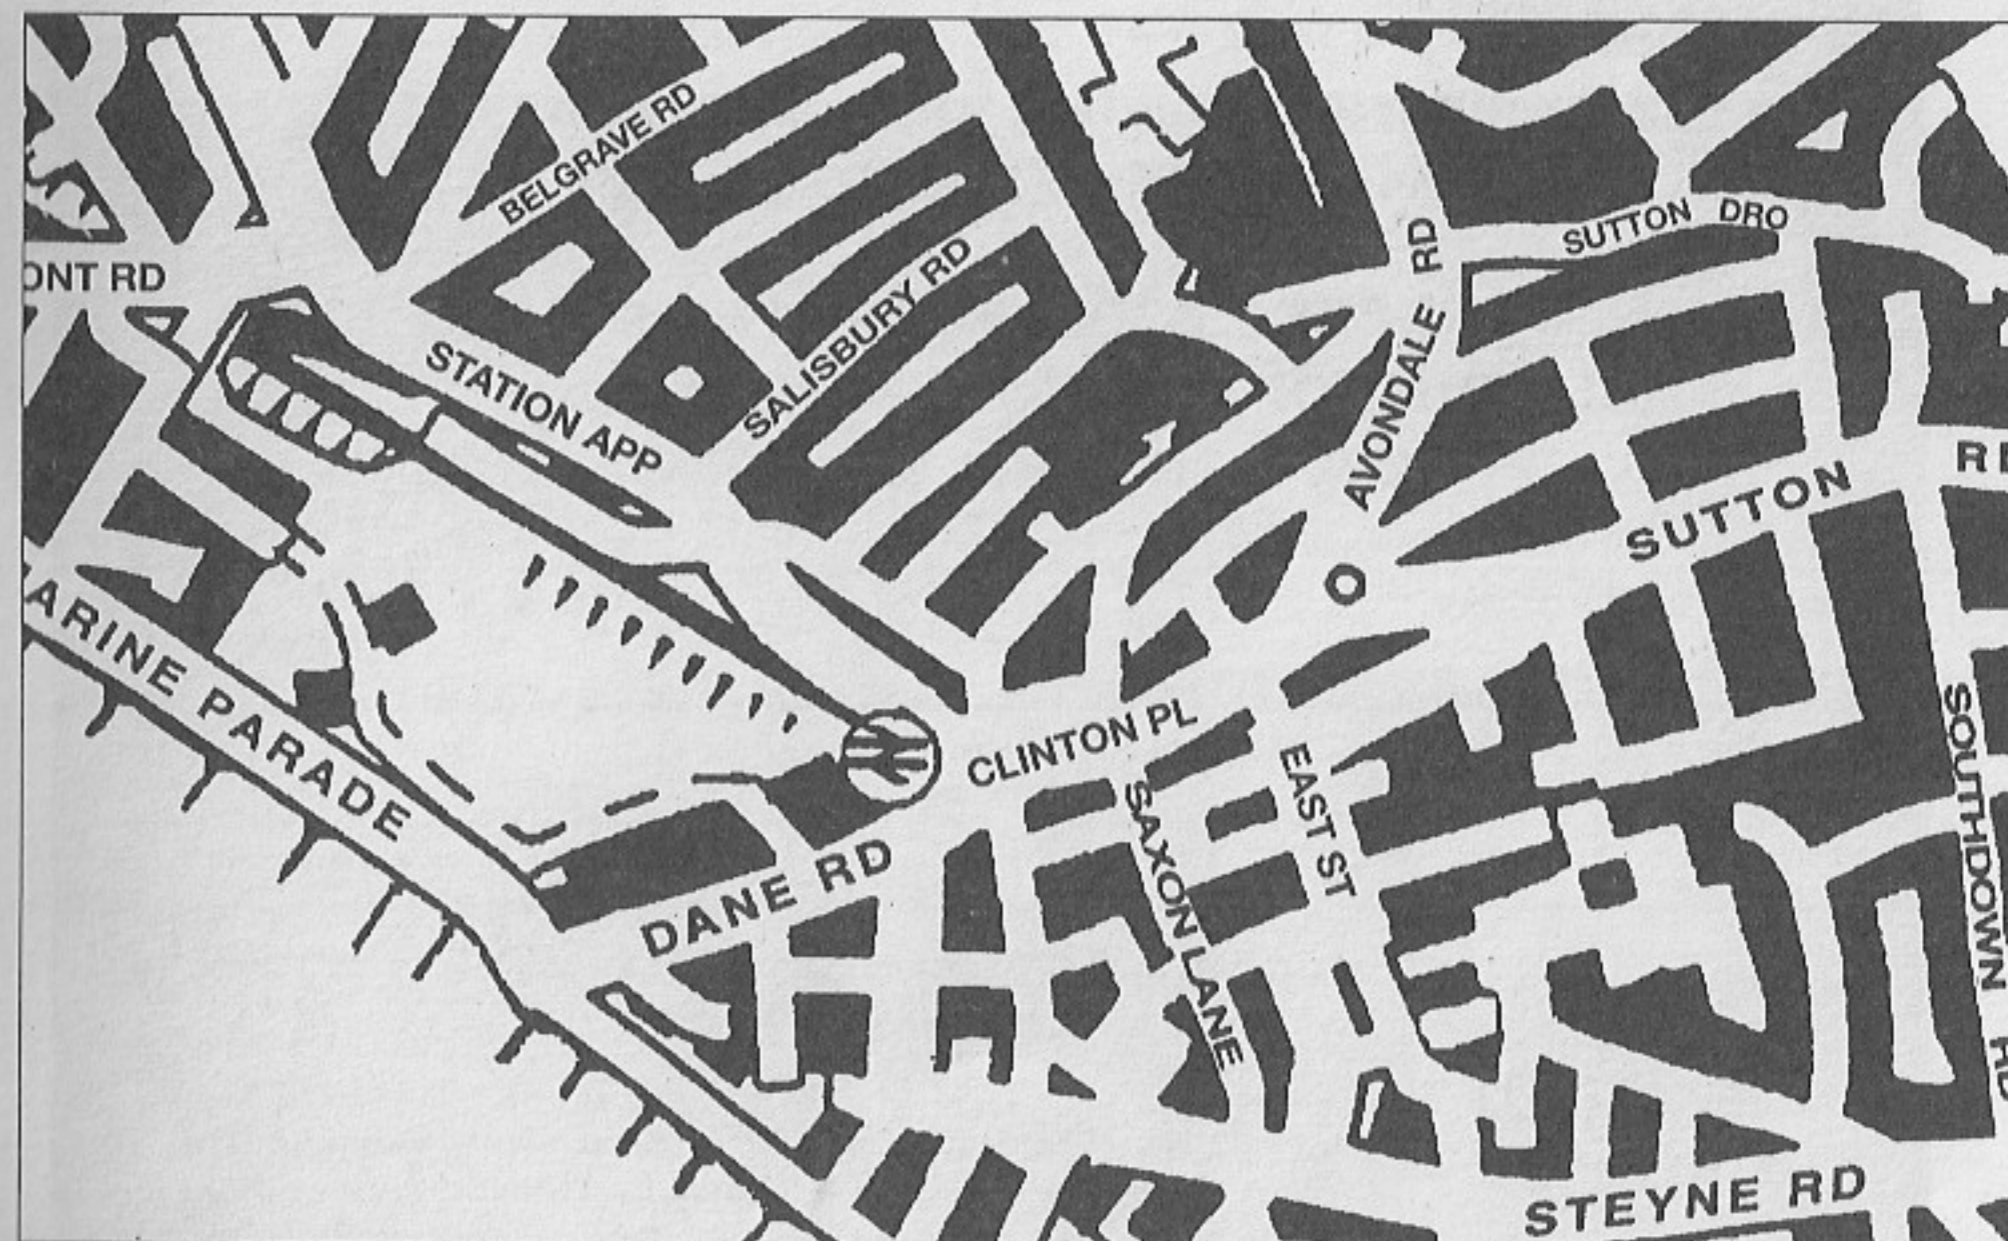 BELGRAVE RD
SUTTON DRO
ONT RD
AVONDALE RD
SALISBURY RD
STATION APP
RD
SUTTON
ARINE PARADE
CLINTON PL
EAST ST
SOUTHDOWN RD
SAXON LANE
DANE RD
STEYNE RD